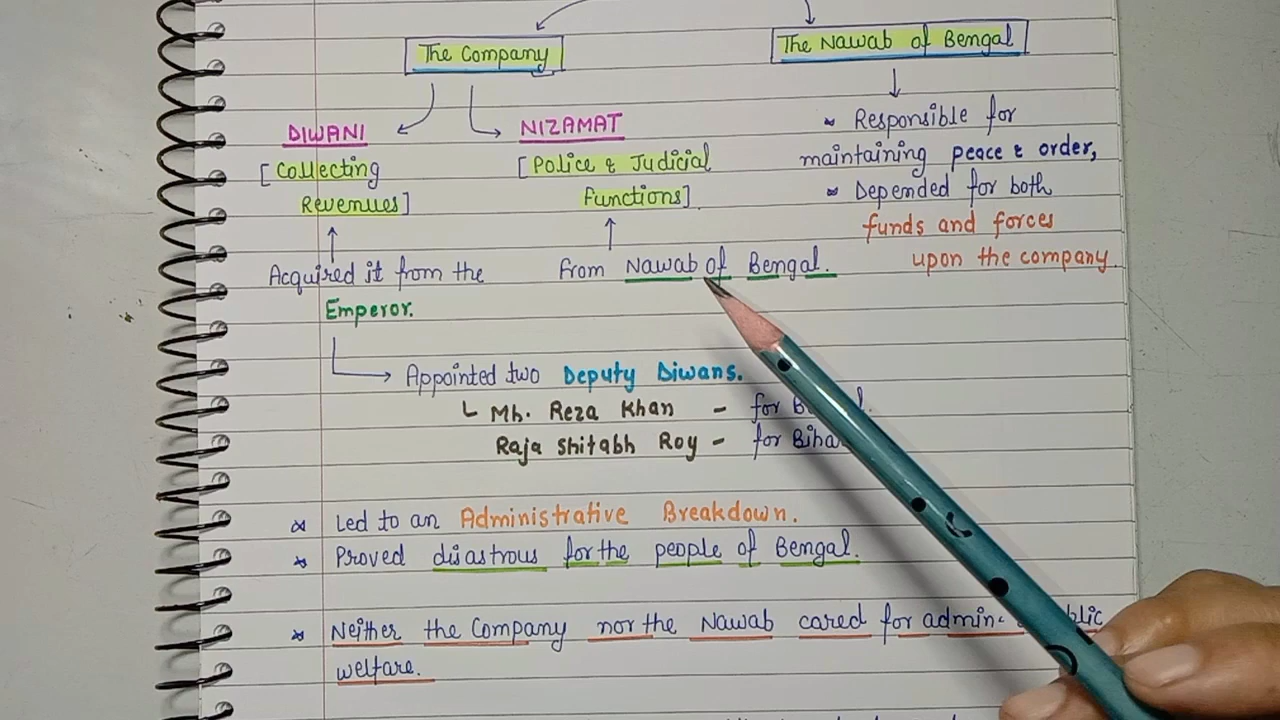 The Company
The Nawab of Bengal
DIWANI
[Collecting
Revenues]
NIZAMAT
[Police & Judicial
Functions].
Responsible for
maintaining peace & order,
Depended for both
funds and forces
upon the company.
Acquired it from the
Emperor.
From Nawab of Bengal.
Appointed two Deputy Diwans.
Mh. Reza Khan - for
Raja Shitabh Roy - for
Led to an Administrative Breakdown.
Proved disastrous for the people of Bengal.
Neither the Company nor the Nawab cared for admin.
welfare.